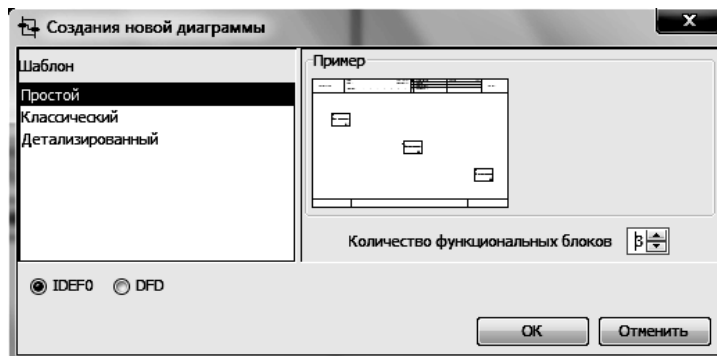 Создания новой диаграммы
x
Шаблон
Пример
Простой
Классический
Детализированный
Количество функциональных блоков 3
IDEF0 DFD
OK Отменить